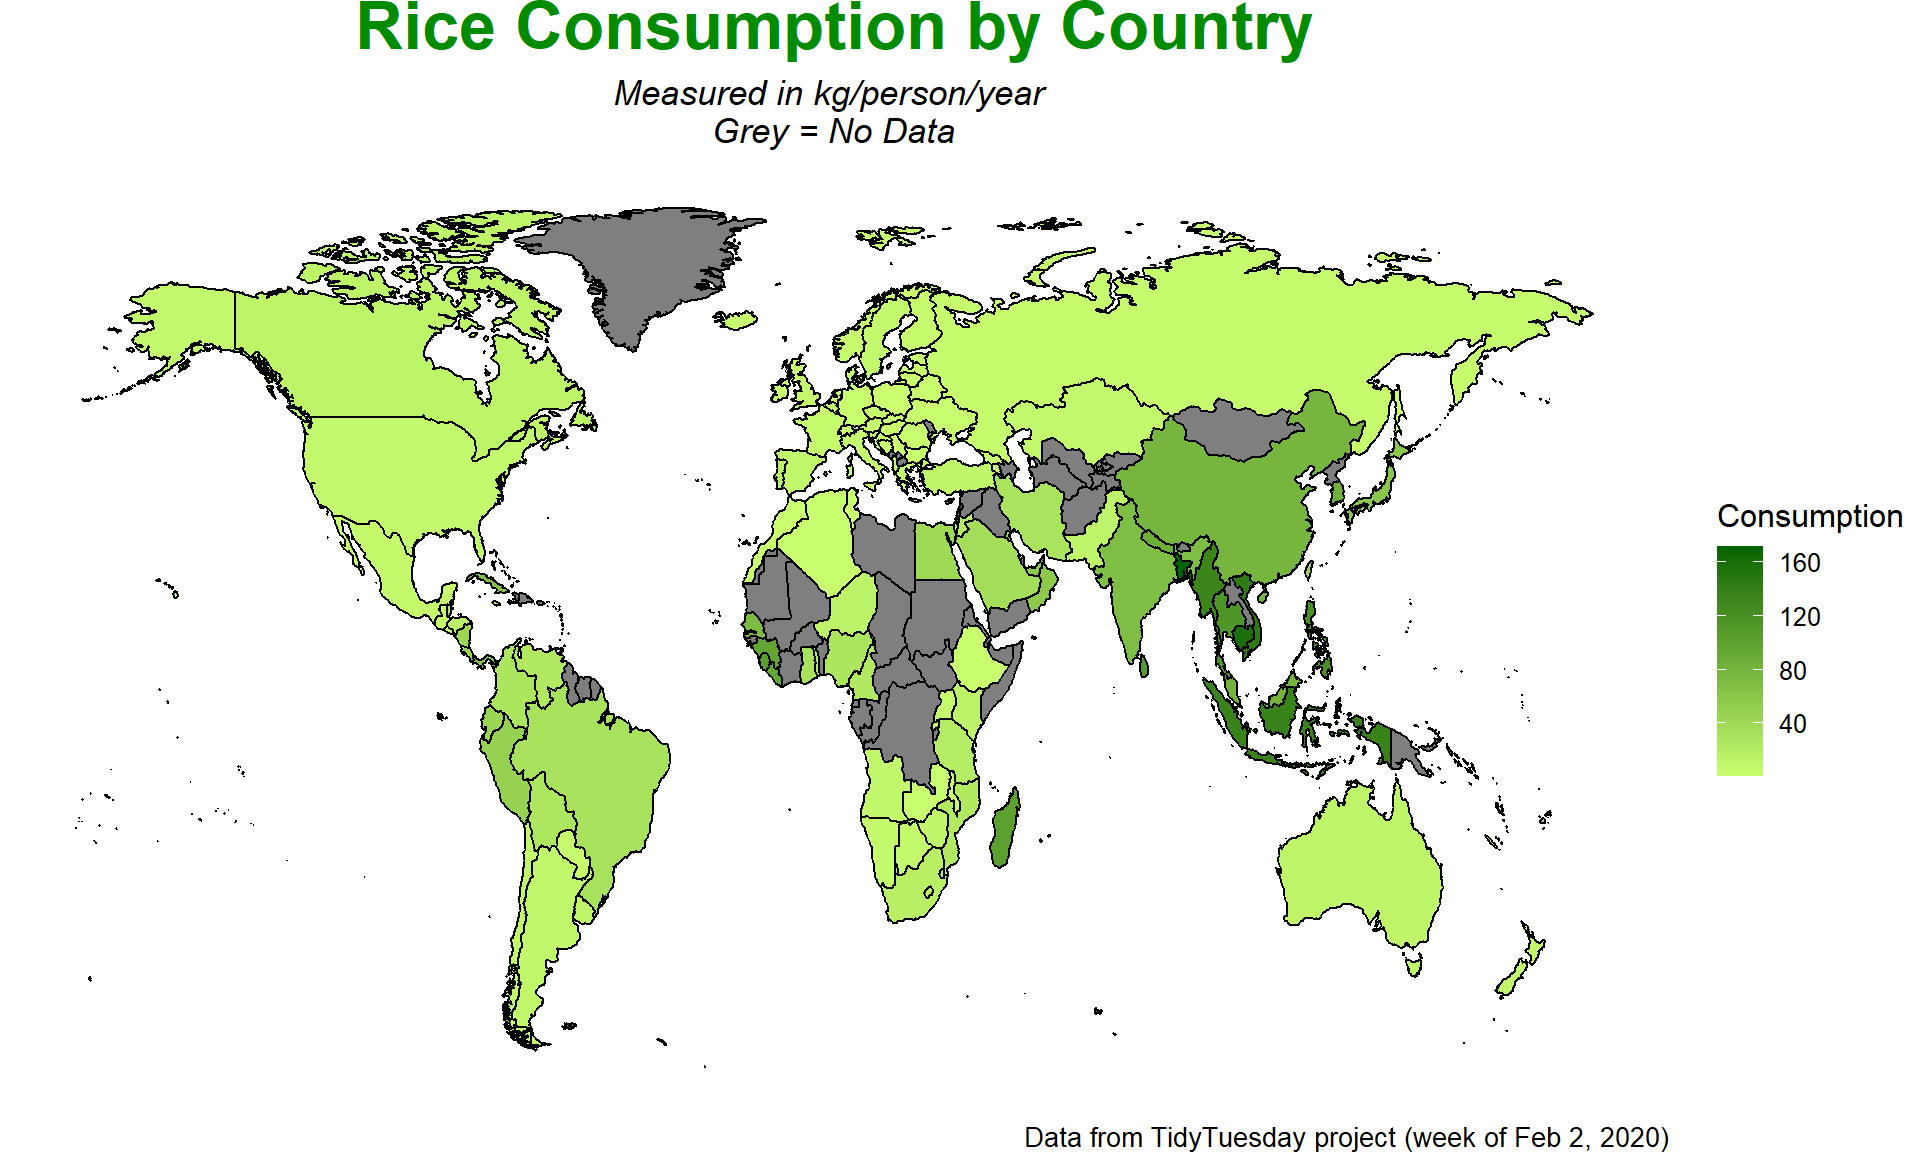 Rice Consumption by Country
Measured in kg/person/year
Grey = No Data
Consumption
160
120
80
40
Data from TidyTuesday project (week of Feb 2, 2020)